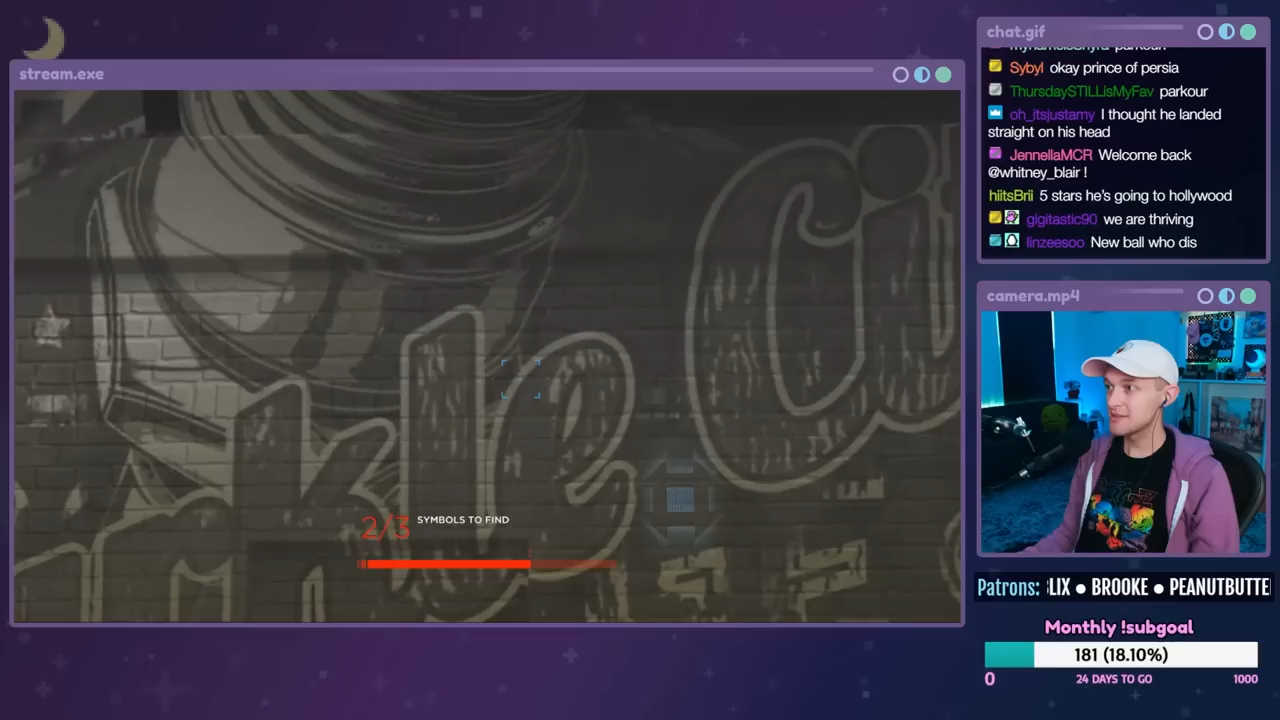 stream.exe
kle Ci
2/3 SYMBOLS TO FIND
chat.gif
Sybyl okay prince of persia
ThursdaySTILLisMyFav parkour
oh_itsjustamy I thought he landed
straight on his head
JennellaMCR Welcome back
@whitney_blair !
hiitsBrii 5 stars he's going to hollywood
gigitastic90 we are thriving
linzeesoo New ball who dis
camera.mp4
Patrons: LIX ● BROOKE ● PEANUTBUTTE
Monthly !subgoal
181 (18.10%)
0 24 DAYS TO GO 1000